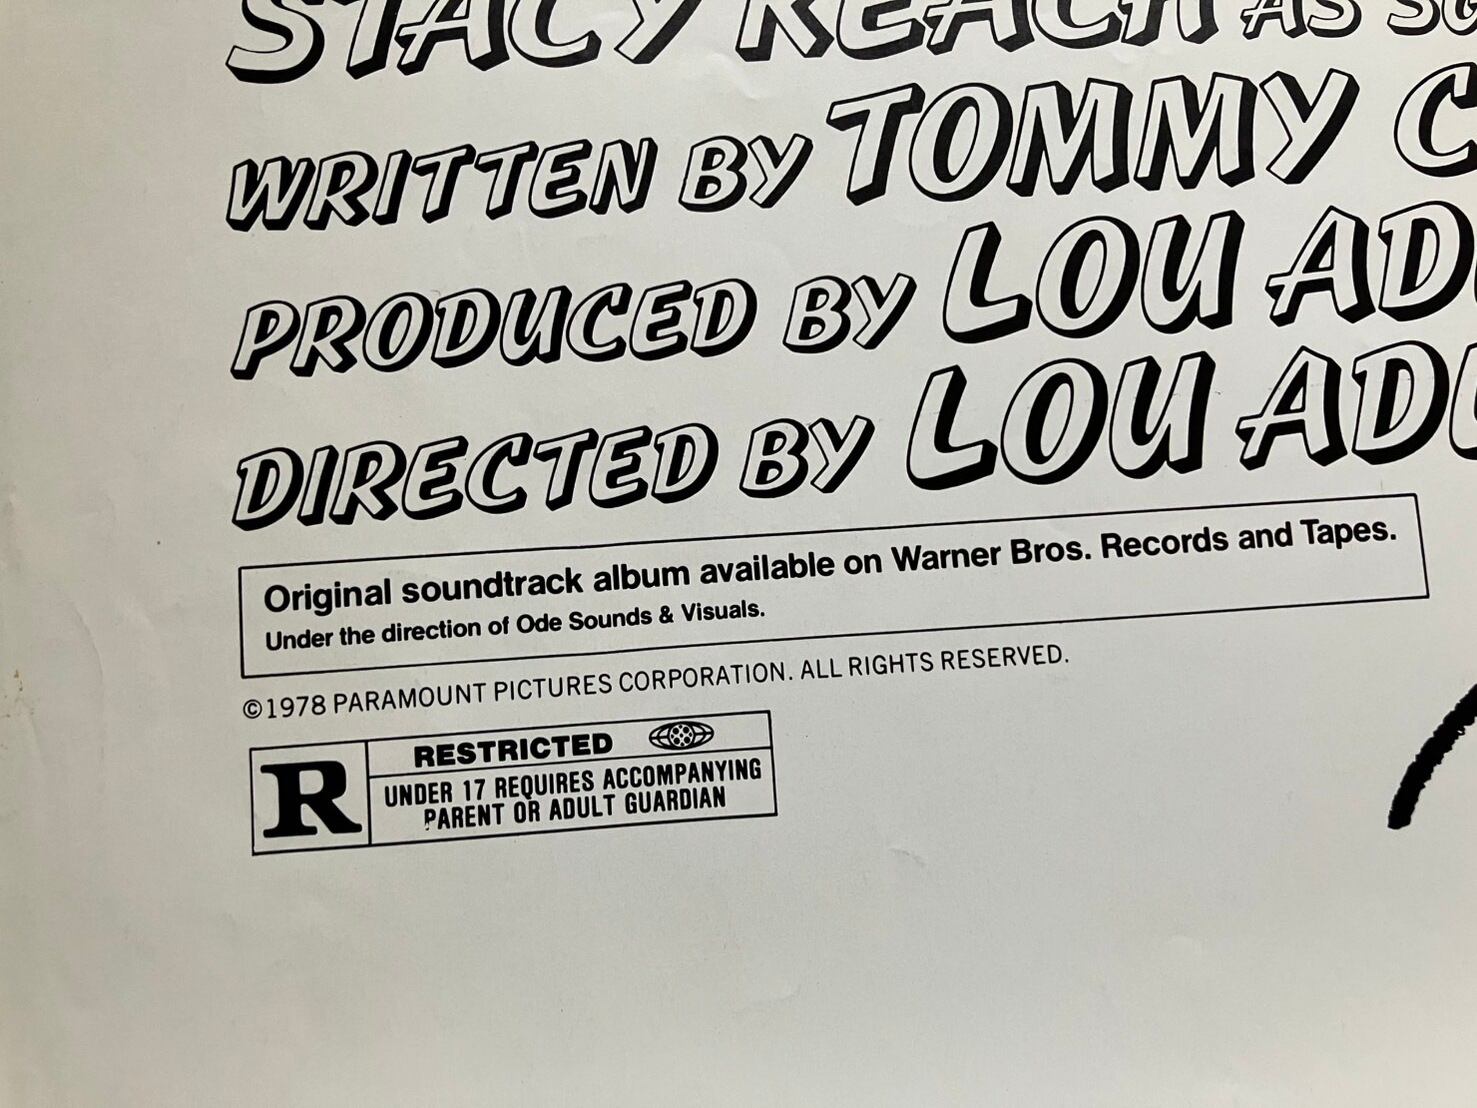 STACY KEACH AS
WRITTEN BY TOMMY
PRODUCED BY LOU
DIRECTED BY LOU
Original soundtrack album available on Warner Bros. Records and Tapes.
Under the direction of Ode Sounds & Visuals.
©1978 PARAMOUNT PICTURES CORPORATION. ALL RIGHTS RESERVED.
R
RESTRICTED
UNDER 17 REQUIRES ACCOMPANYING
PARENT OR ADULT GUARDIAN